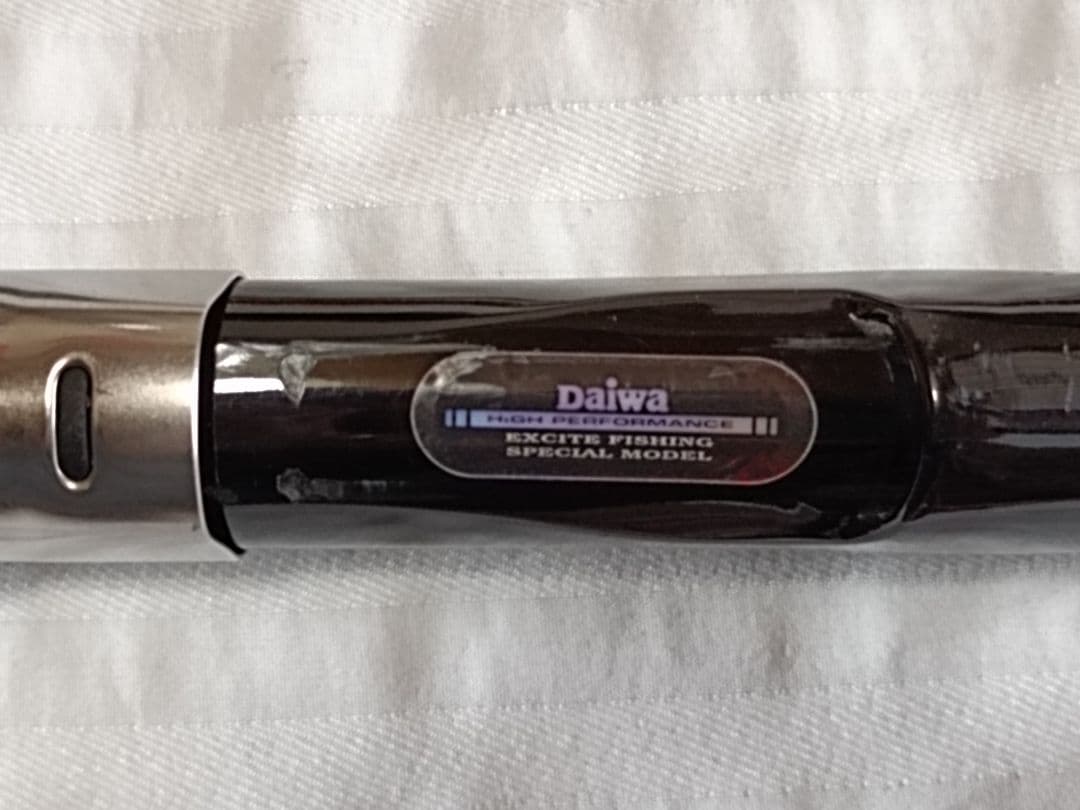 Daiwa
HiGH PERFORMANCE
EXCITE FISHING
SPECIAL MODEL